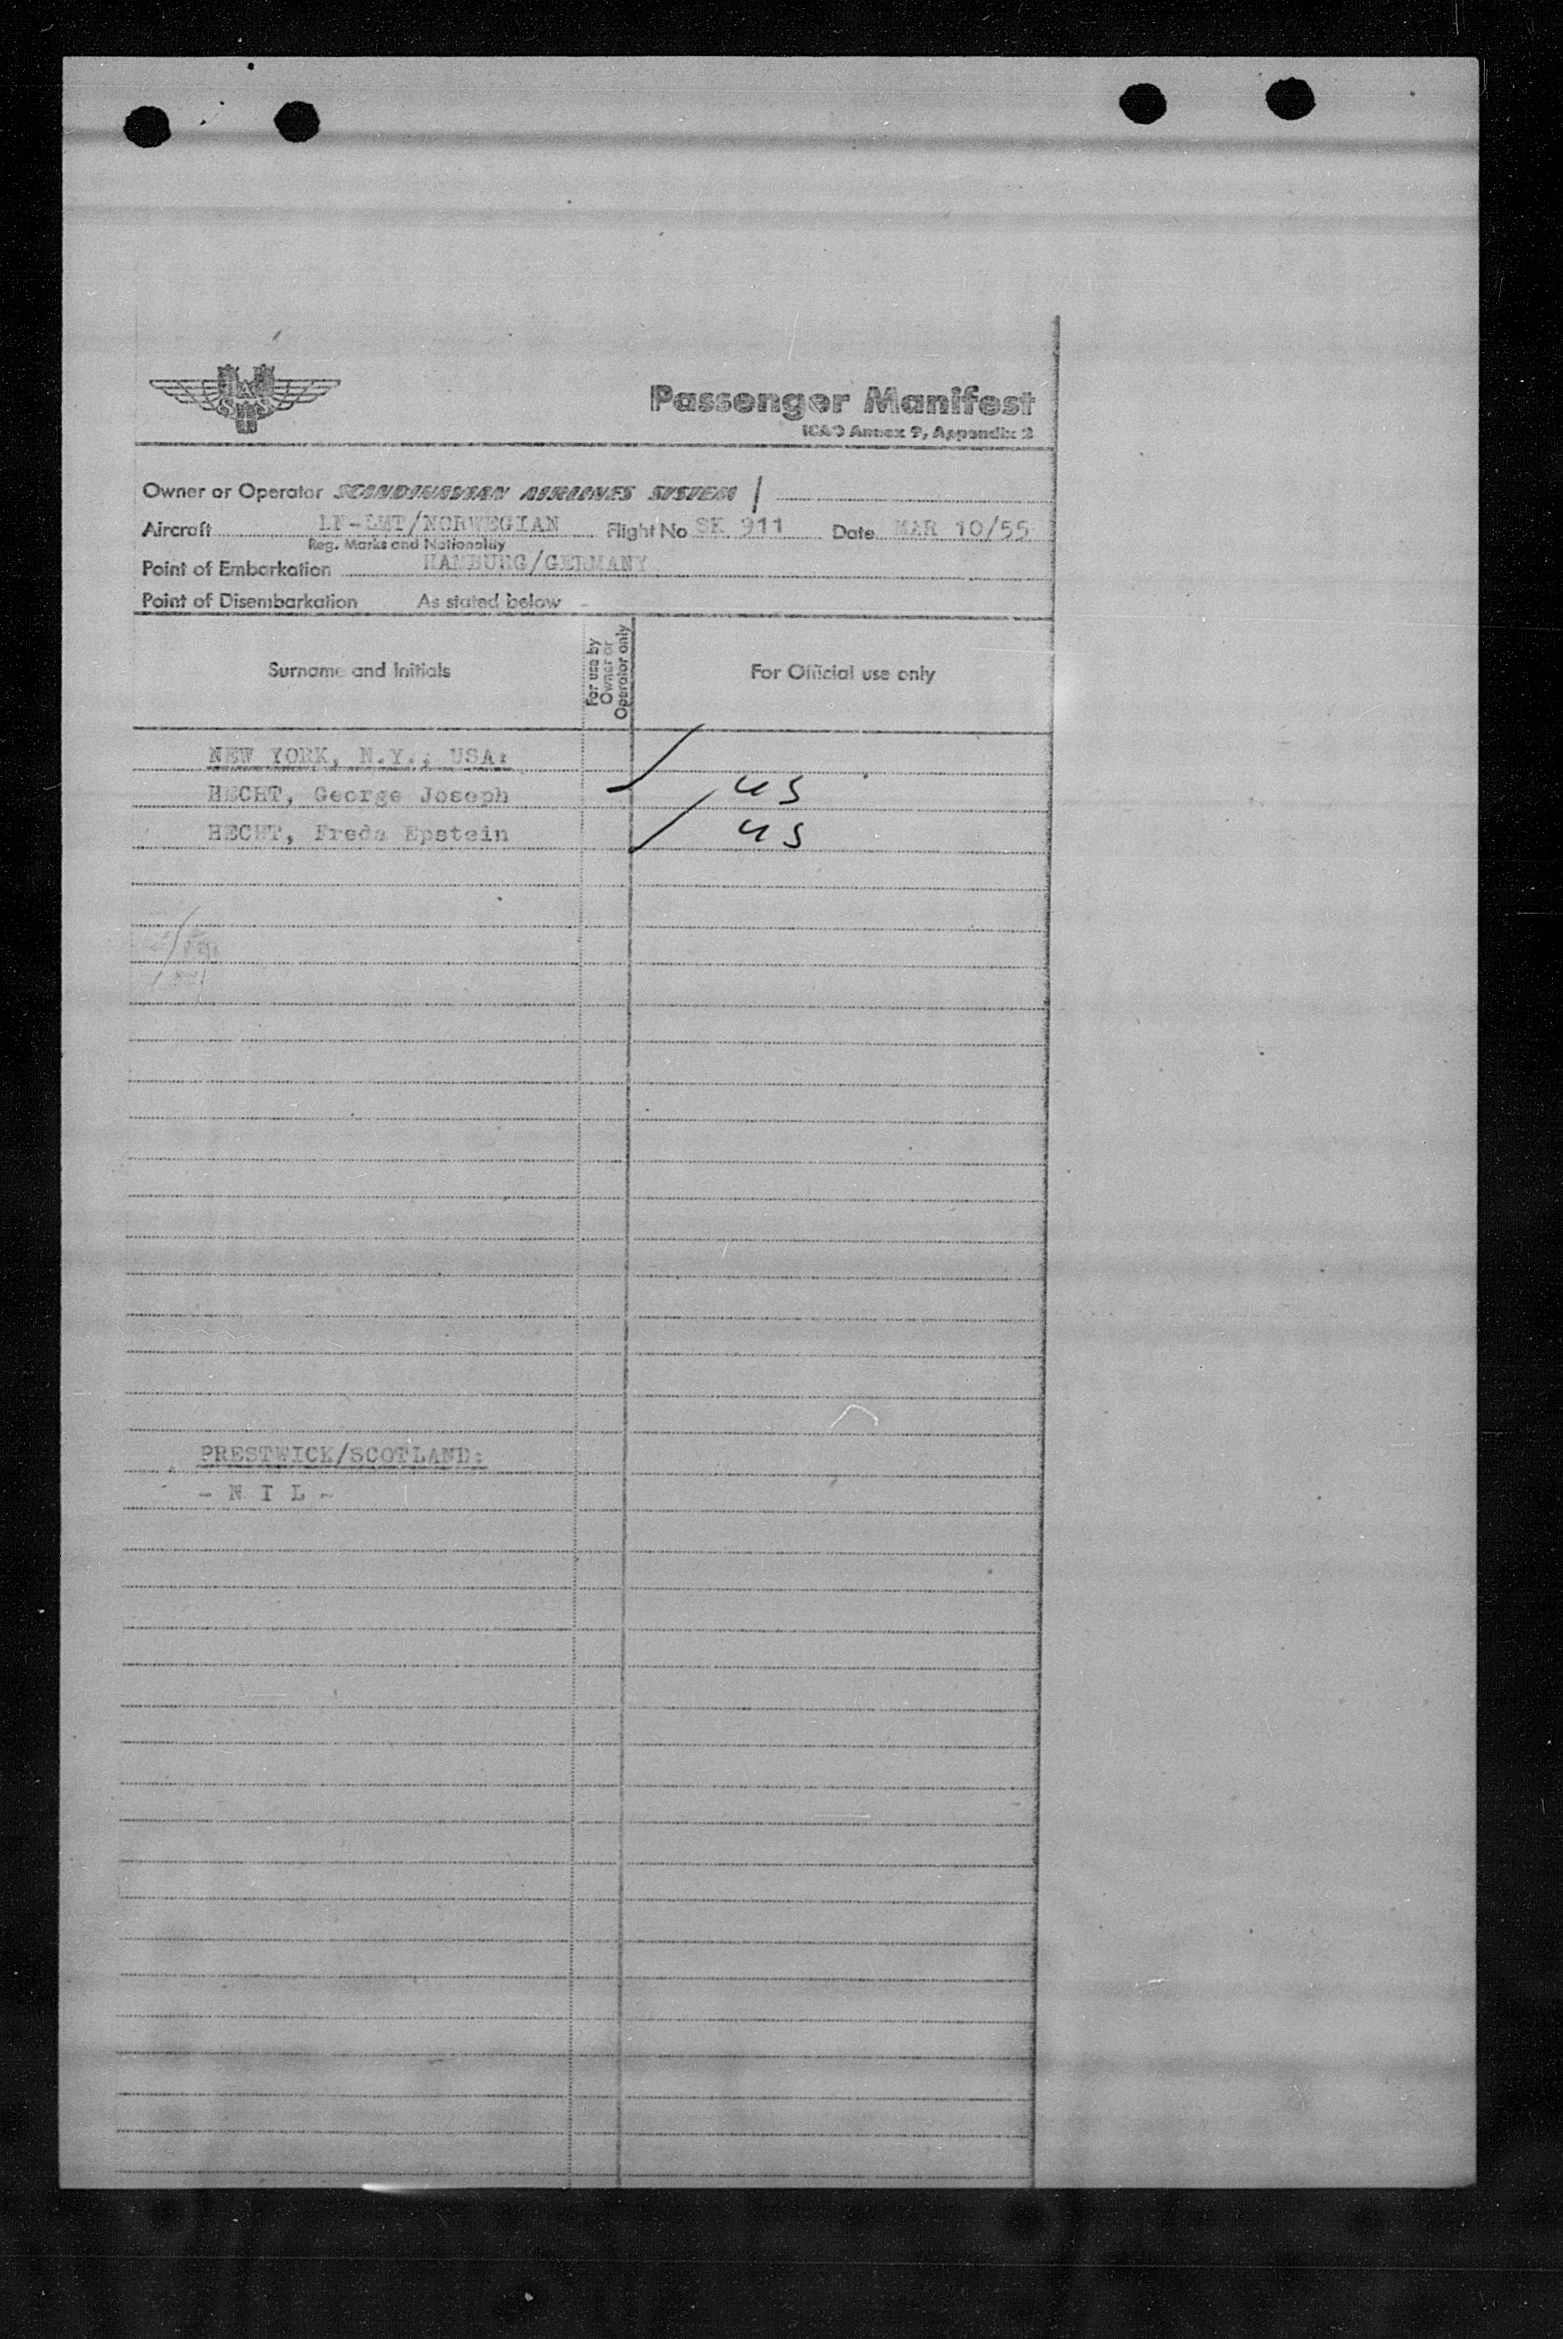 SAS
Passenger Manifest
ICAO Annex 9, Appendix 2
Owner or Operator SCANDINAVIAN AIRLINES SYSTEM /
Aircraft LN-LMT/NORWEGIAN Flight No SK 911 Date MAR 10/55
Reg. Marks and Nationality
Point of Embarkation HAMBURG/GERMANY
Point of Disembarkation As stated below -
Surname and Initials For use by Owner or Operator only For Official use only
NEW YORK, N.Y., USA:
HECHT, George Joseph US
HECHT, Freda Epstein US
PRESTWICK/SCOTLAND:
- N I L -